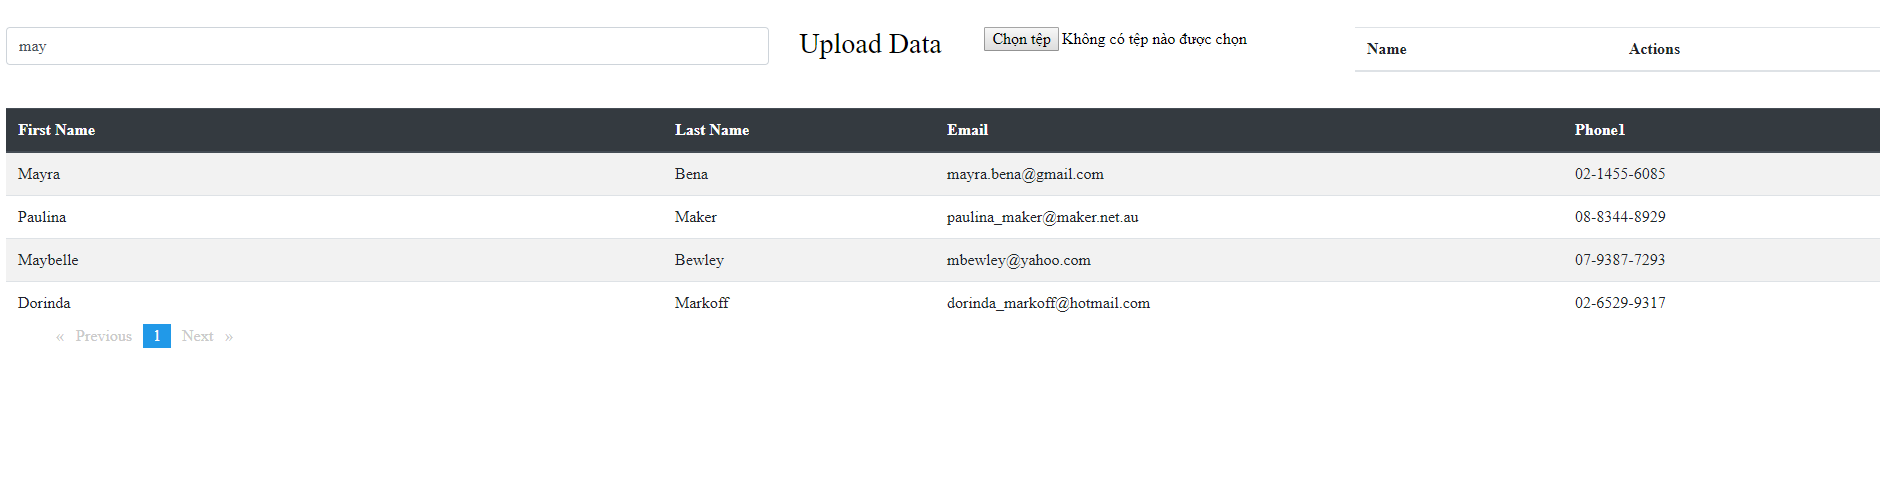 may
Upload Data
Chọn tệp Không có tệp nào được chọn
Name Actions
First Name Last Name Email Phone1
Mayra Bena mayra.bena@gmail.com 02-1455-6085
Paulina Maker paulina_maker@maker.net.au 08-8344-8929
Maybelle Bewley mbewley@yahoo.com 07-9387-7293
Dorinda Markoff dorinda_markoff@hotmail.com 02-6529-9317
« Previous 1 Next »